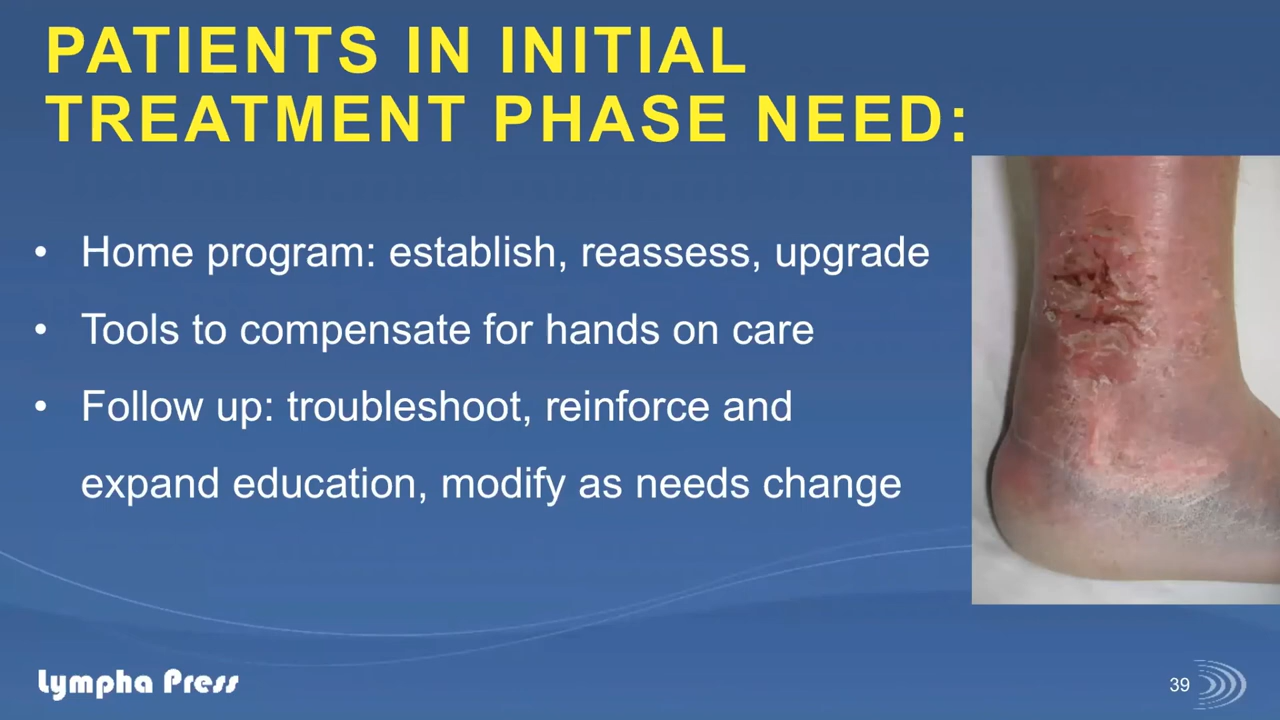 PATIENTS IN INITIAL
TREATMENT PHASE NEED:
• Home program: establish, reassess, upgrade
• Tools to compensate for hands on care
• Follow up: troubleshoot, reinforce and
expand education, modify as needs change
Lympha Press
39